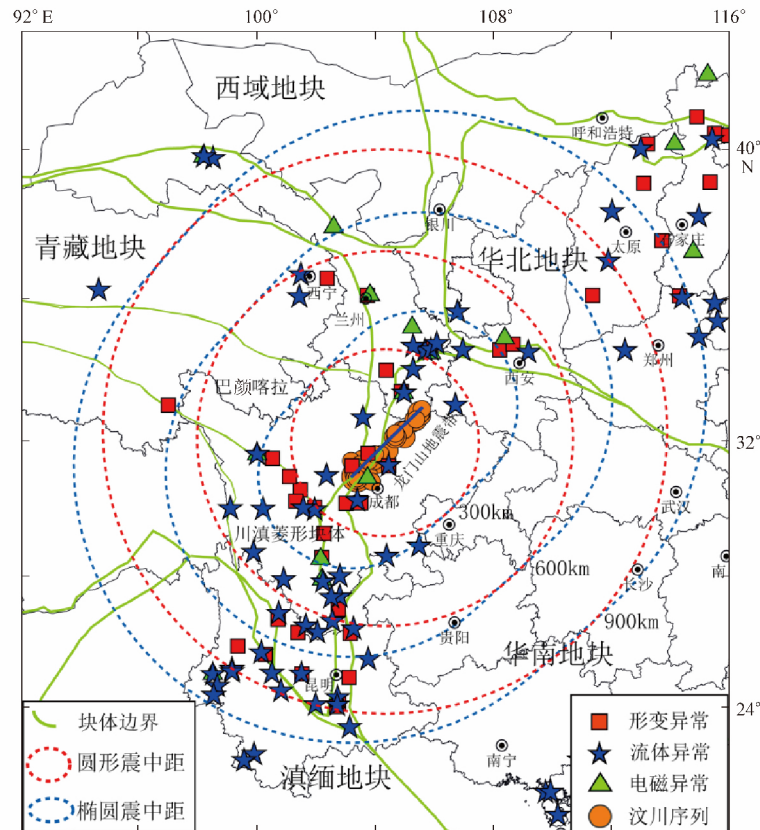 92°E
100°
108°
116°
西域地块
呼和浩特
40°
N
银川
太原
石家庄
青藏地块
华北地块
西宁
兰州
郑州
西安
巴颜喀拉
32°
龙门山地震带
成都
武汉
300km
川滇菱形块体
重庆
600km
长沙
南
900km
贵阳
华南地块
昆明
24°
块体边界
形变异常
圆形震中距
流体异常
南宁
滇缅地块
电磁异常
椭圆震中距
汶川序列